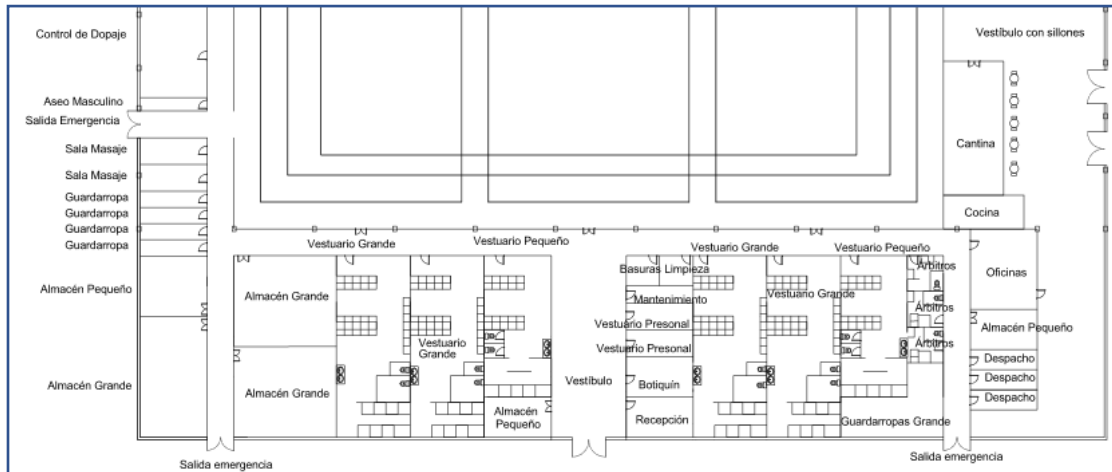 Control de Dopaje
Vestíbulo con sillones
Aseo Masculino
Salida Emergencia
Sala Masaje
Cantina
Sala Masaje
Guardarropa
Guardarropa
Cocina
Guardarropa
Guardarropa
Vestuario Grande
Vestuario Pequeño
Vestuario Grande
Vestuario Pequeño
Basuras Limpieza
Arbitros
Oficinas
Almacén Pequeño
Almacén Grande
Mantenimiento
Vestuario Grande
Arbitros
Vestuario Presonal
Almacén Pequeño
Vestuario
Grande
Vestuario Presonal
Arbitros
Despacho
Almacén Grande
Almacén Grande
Vestíbulo
Botiquín
Despacho
Despacho
Almacén
Pequeño
Recepción
Guardarropas Grande
Salida emergencia
Salida emergencia